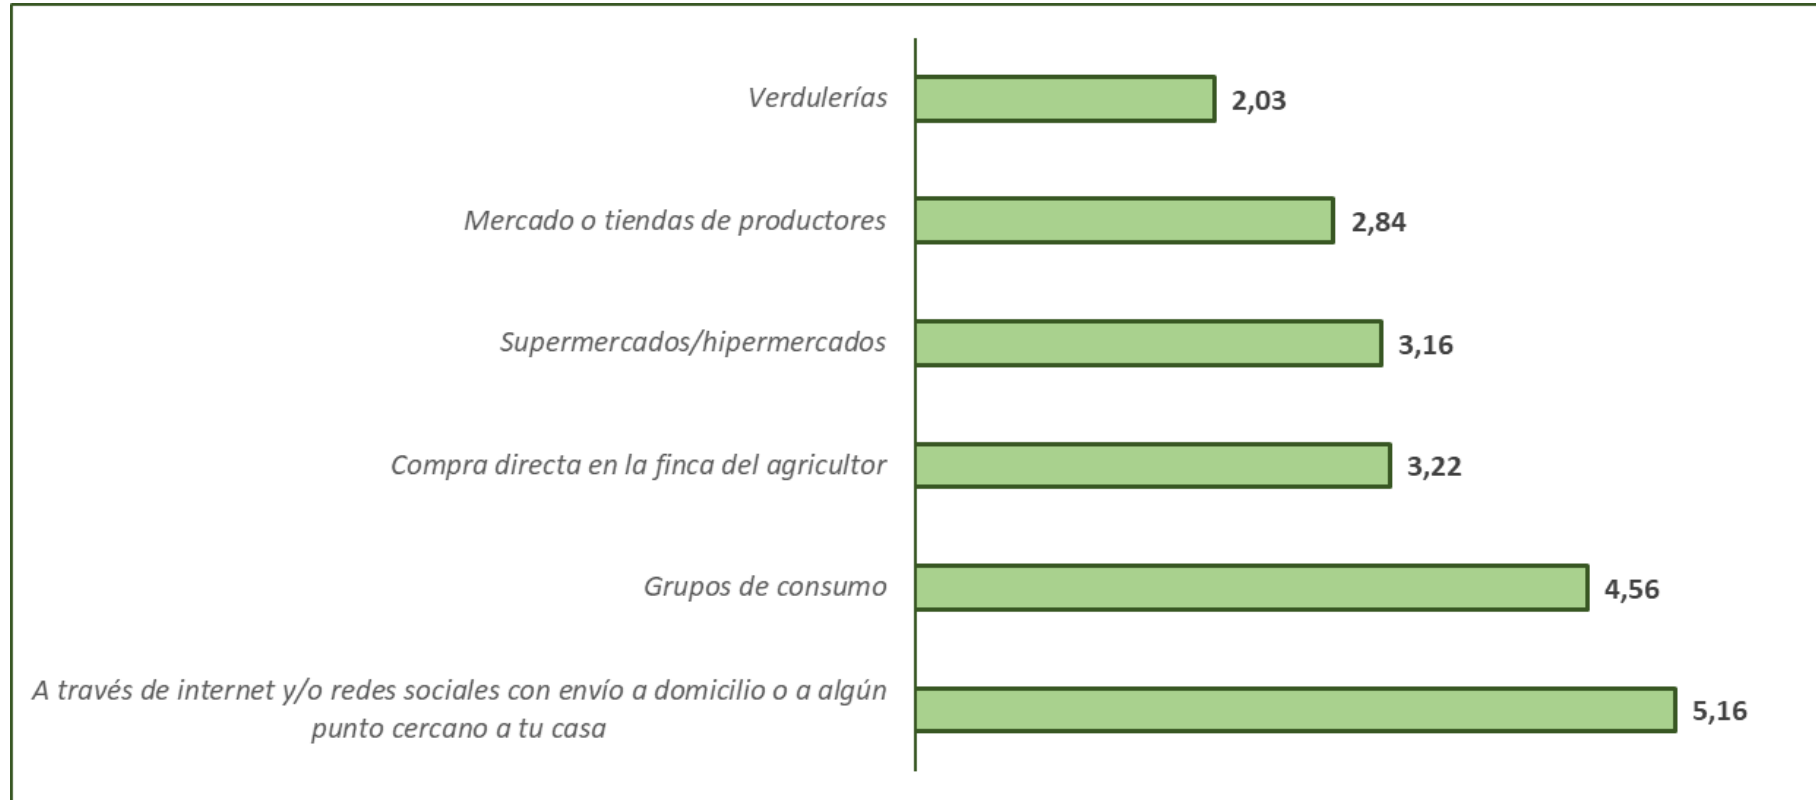 Verdulerías 2,03
Mercado o tiendas de productores 2,84
Supermercados/hipermercados 3,16
Compra directa en la finca del agricultor 3,22
Grupos de consumo 4,56
A través de internet y/o redes sociales con envío a domicilio o a algún
punto cercano a tu casa 5,16